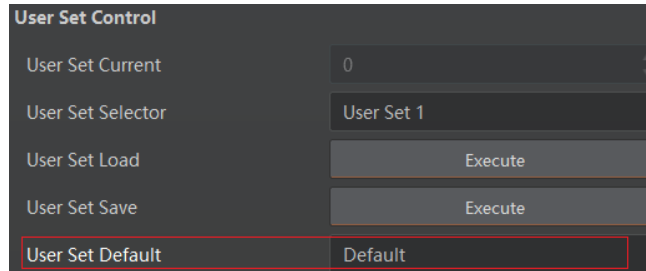 User Set Control
User Set Current 0
User Set Selector User Set 1
User Set Load Execute
User Set Save Execute
User Set Default Default